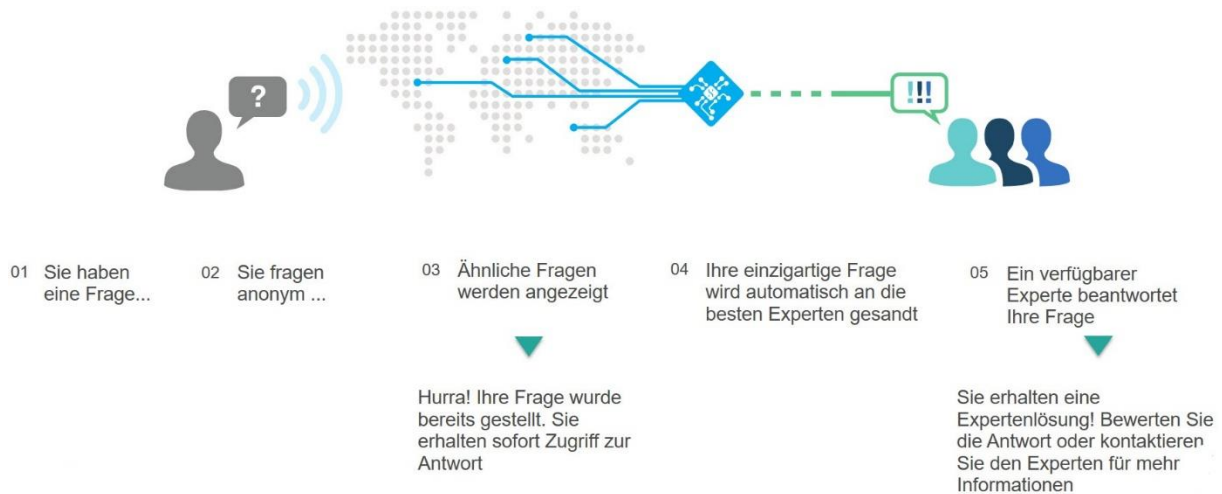 ?
!!!
01 Sie haben
eine Frage...
02 Sie fragen
anonym ...
03 Ähnliche Fragen
werden angezeigt
04 Ihre einzigartige Frage
wird automatisch an die
besten Experten gesandt
05 Ein verfügbarer
Experte beantwortet
Ihre Frage
Hurra! Ihre Frage wurde
bereits gestellt. Sie
erhalten sofort Zugriff zur
Antwort
Sie erhalten eine
Expertenlösung! Bewerten Sie
die Antwort oder kontaktieren
Sie den Experten für mehr
Informationen